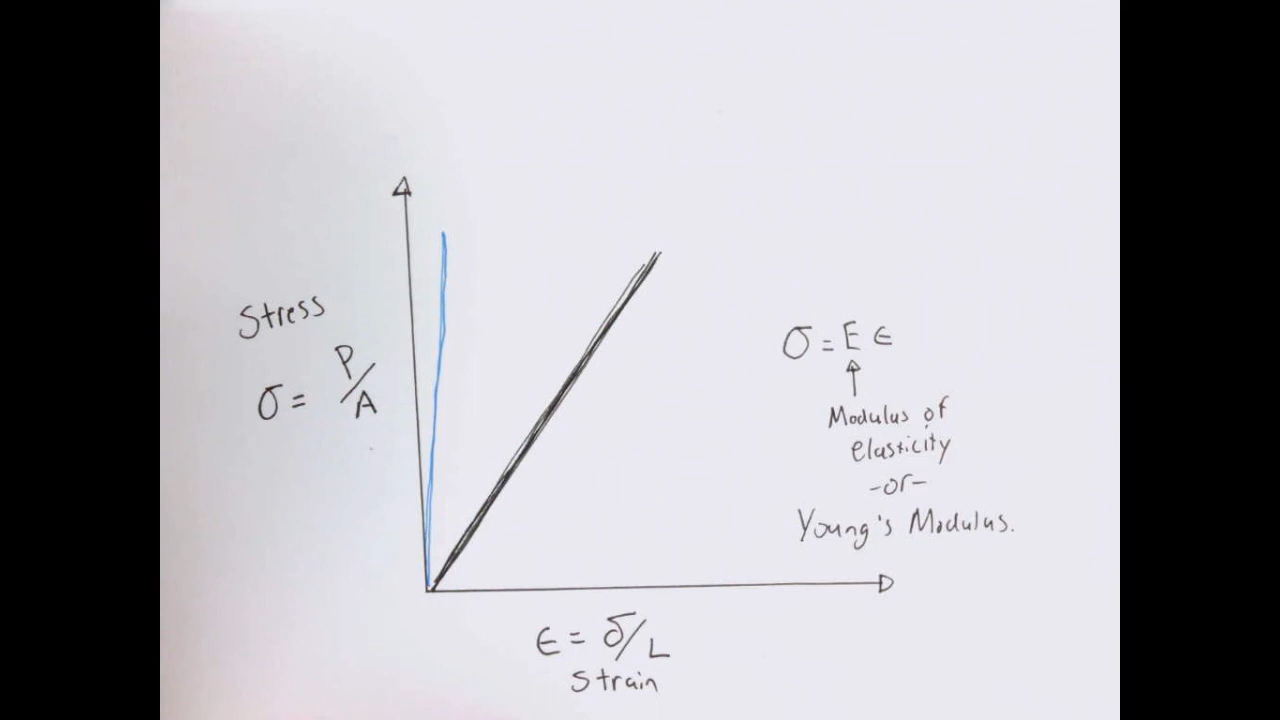 Stress
σ = P/A
σ = E ϵ
Modulus of
elasticity
-or-
Young's Modulus.
ϵ = δ/L
Strain